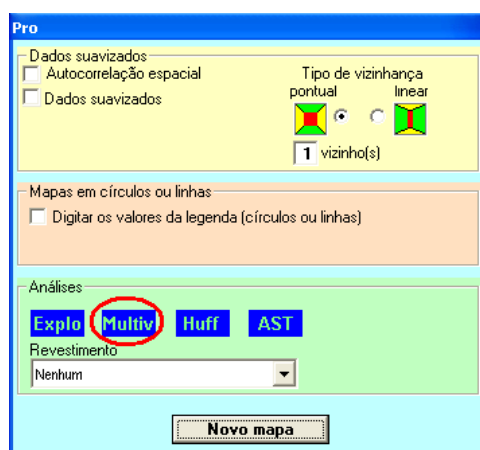 Pro
Dados suavizados
Autocorrelação espacial
Dados suavizados
Tipo de vizinhança
pontual linear
1 vizinho(s)
Mapas em círculos ou linhas
Digitar os valores da legenda (círculos ou linhas)
Análises
Explo Multiv Huff AST
Revestimento
Nenhum
Novo mapa